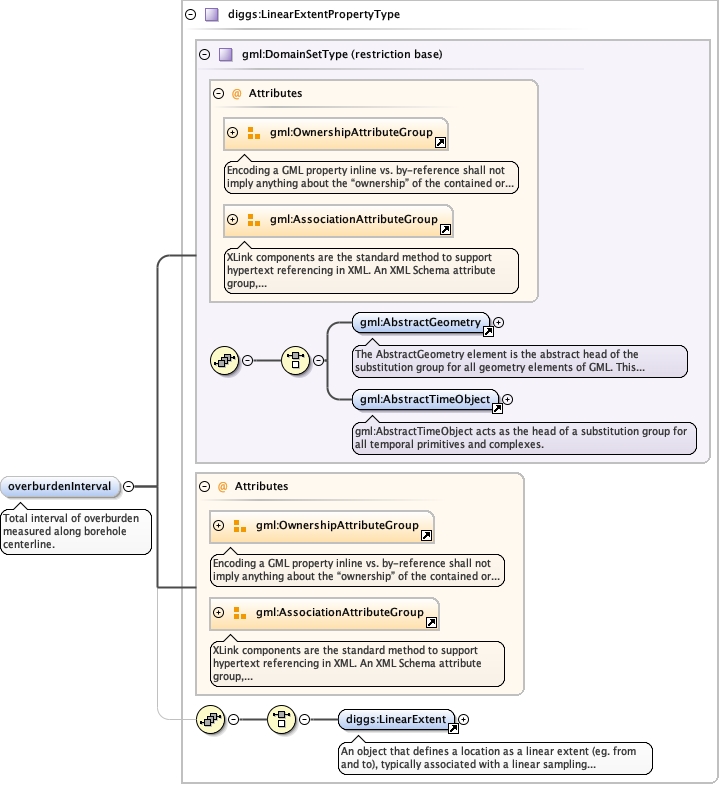 diggs:LinearExtentPropertyType
gml:DomainSetType (restriction base)
@ Attributes
gml:OwnershipAttributeGroup
Encoding a GML property inline vs. by-reference shall not
imply anything about the “ownership” of the contained or...
gml:AssociationAttributeGroup
XLink components are the standard method to support
hypertext referencing in XML. An XML Schema attribute
group,...
gml:AbstractGeometry
The AbstractGeometry element is the abstract head of the
substitution group for all geometry elements of GML. This...
gml:AbstractTimeObject
gml:AbstractTimeObject acts as the head of a substitution group for
all temporal primitives and complexes.
overburdenInterval
Total interval of overburden
measured along borehole
centerline.
@ Attributes
gml:OwnershipAttributeGroup
Encoding a GML property inline vs. by-reference shall not
imply anything about the “ownership” of the contained or...
gml:AssociationAttributeGroup
XLink components are the standard method to support
hypertext referencing in XML. An XML Schema attribute
group,...
diggs:LinearExtent
An object that defines a location as a linear extent (eg. from
and to), typically associated with a linear sampling...